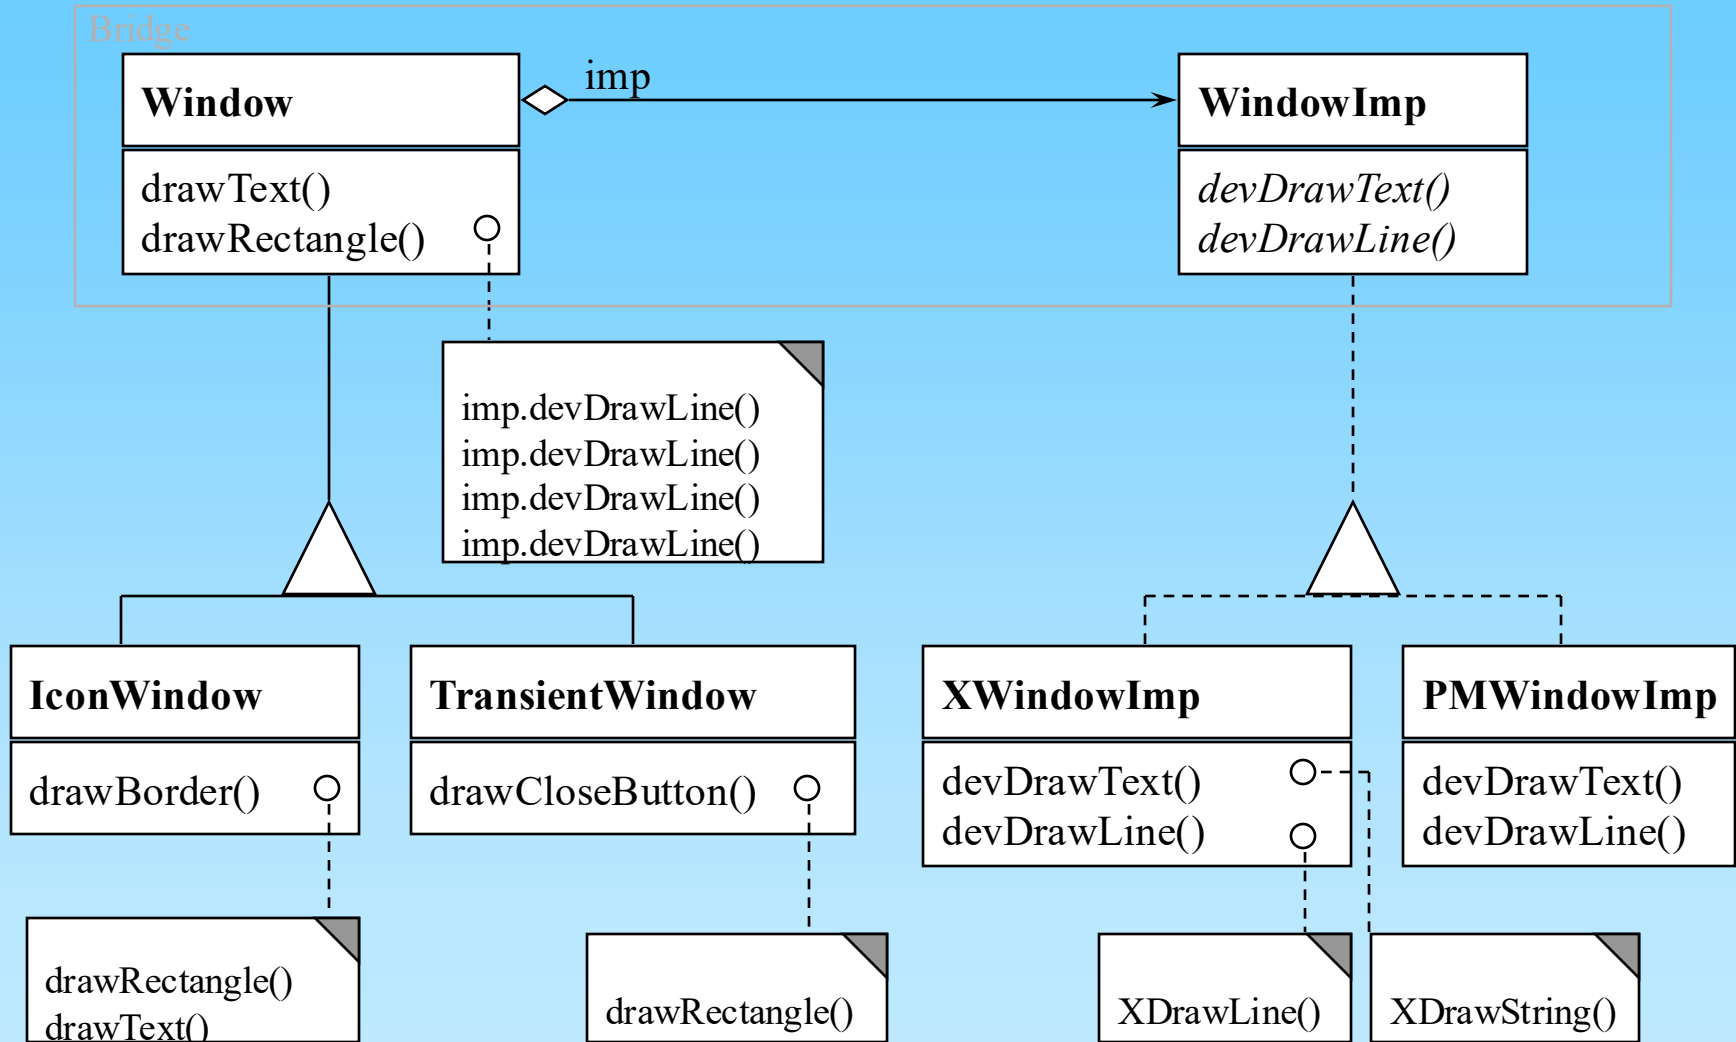 Bridge
imp
Window
WindowImp
drawText()
drawRectangle()
devDrawText()
devDrawLine()
imp.devDrawLine()
imp.devDrawLine()
imp.devDrawLine()
imp.devDrawLine()
IconWindow
drawBorder()
TransientWindow
drawCloseButton()
XWindowImp
devDrawText()
devDrawLine()
PMWindowImp
devDrawText()
devDrawLine()
drawRectangle()
drawText()
drawRectangle()
XDrawLine()
XDrawString()